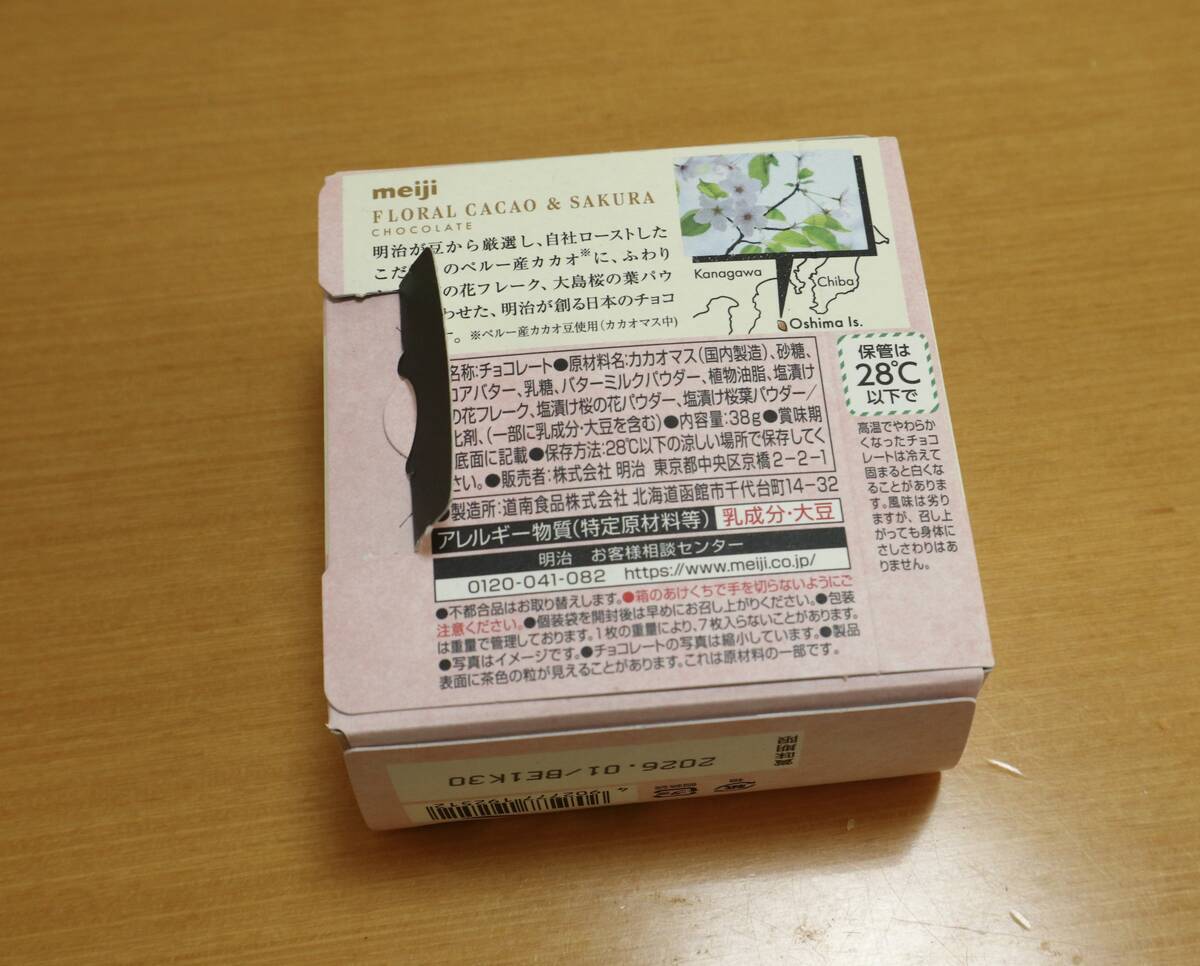 meiji
FLORAL CACAO & SAKURA
CHOCOLATE
明治が豆から厳選し、自社ローストした
こだ のペルー産カカオ※に、ふわり
の花フレーク、大島桜の葉パウ
わせた、明治が創る日本のチョコ
。※ペルー産カカオ豆使用(カカオマス中)
Kanagawa
Chiba
Oshima Is.
保管は
28℃
以下で
高温でやわらか
くなったチョコ
レートは冷えて
固まると白くな
ることがありま
す。風味は劣り
ますが、召し上
がっても身体に
さしさわりはあ
りません。
名称:チョコレート●原材料名:カカオマス(国内製造)、砂糖、
コアバター、乳糖、バターミルクパウダー、植物油脂、塩漬け
の花フレーク、塩漬け桜の花パウダー、塩漬け桜葉パウダー/
化剤、(一部に乳成分・大豆を含む)●内容量:38g●賞味期
底面に記載●保存方法:28℃以下の涼しい場所で保存してく
さい。●販売者:株式会社 明治 東京都中央区京橋2-2-1
●製造所:道南食品株式会社 北海道函館市千代台町14-32
アレルギー物質(特定原材料等) 乳成分・大豆
明治 お客様相談センター
0120-041-082 https://www.meiji.co.jp/
●不都合品はお取り替えします。●箱のあけくちで手を切らないようにご
注意ください。●個装袋を開封後は早めにお召し上がりください。●包装
は重量で管理しております。1枚の重量により、7枚入らないことがあります。
●写真はイメージです。●チョコレートの写真は縮小しています。●製品
表面に茶色の粒が見えることがあります。これは原材料の一部です。
賞味期限
2026.01/BE1K30
箱
個装袋